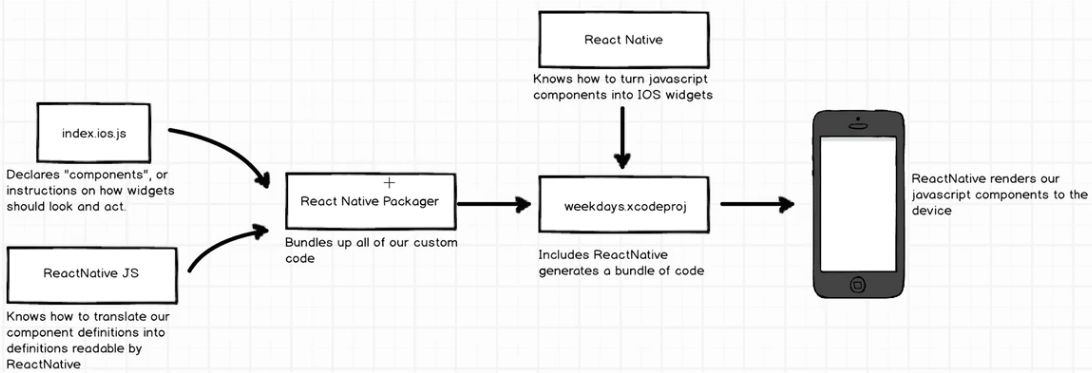 React Native
Knows how to turn javascript
components into IOS widgets
index.ios.js
Declares "components", or
instructions on how widgets
should look and act.
React Native Packager
Bundles up all of our custom
code
weekdays.xcodeproj
Includes ReactNative
generates a bundle of code
ReactNative renders our
javascript components to the
device
ReactNative JS
Knows how to translate our
component definitions into
definitions readable by
ReactNative